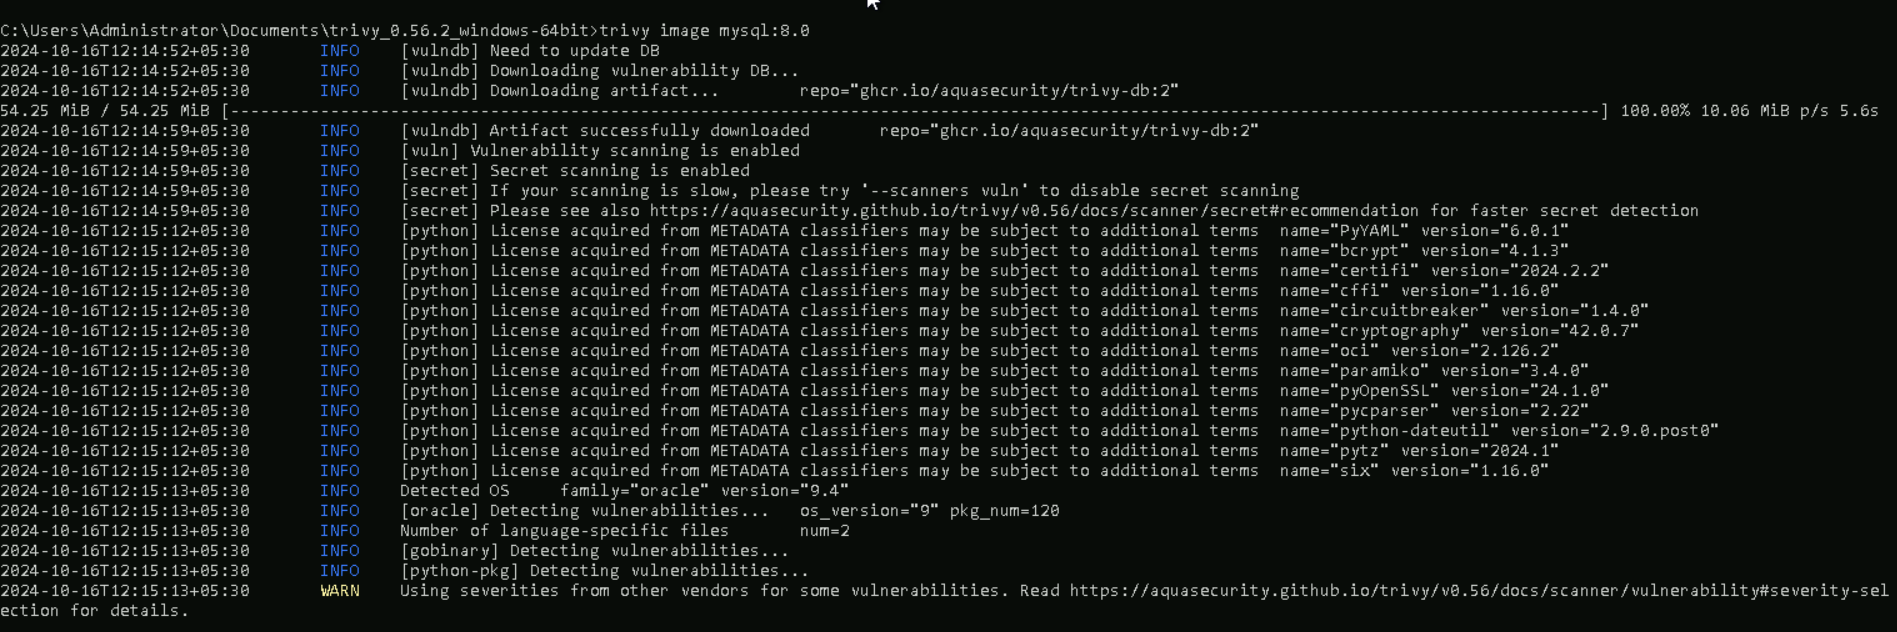 C:\Users\Administrator\Documents\trivy_0.56.2_windows-64bit>trivy image mysql:8.0
2024-10-16T12:14:52+05:30 INFO [vulndb] Need to update DB
2024-10-16T12:14:52+05:30 INFO [vulndb] Downloading vulnerability DB...
2024-10-16T12:14:52+05:30 INFO [vulndb] Downloading artifact... repo="ghcr.io/aquasecurity/trivy-db:2"
54.25 MiB / 54.25 MiB [-----------------------------------------------------------------------------------------------------------------------------------------] 100.00% 10.06 MiB p/s 5.6s
2024-10-16T12:14:59+05:30 INFO [vulndb] Artifact successfully downloaded repo="ghcr.io/aquasecurity/trivy-db:2"
2024-10-16T12:14:59+05:30 INFO [vuln] Vulnerability scanning is enabled
2024-10-16T12:14:59+05:30 INFO [secret] Secret scanning is enabled
2024-10-16T12:14:59+05:30 INFO [secret] If your scanning is slow, please try '--scanners vuln' to disable secret scanning
2024-10-16T12:14:59+05:30 INFO [secret] Please see also https://aquasecurity.github.io/trivy/v0.56/docs/scanner/secret#recommendation for faster secret detection
2024-10-16T12:15:12+05:30 INFO [python] License acquired from METADATA classifiers may be subject to additional terms name="PyYAML" version="6.0.1"
2024-10-16T12:15:12+05:30 INFO [python] License acquired from METADATA classifiers may be subject to additional terms name="bcrypt" version="4.1.3"
2024-10-16T12:15:12+05:30 INFO [python] License acquired from METADATA classifiers may be subject to additional terms name="certifi" version="2024.2.2"
2024-10-16T12:15:12+05:30 INFO [python] License acquired from METADATA classifiers may be subject to additional terms name="cffi" version="1.16.0"
2024-10-16T12:15:12+05:30 INFO [python] License acquired from METADATA classifiers may be subject to additional terms name="circuitbreaker" version="1.4.0"
2024-10-16T12:15:12+05:30 INFO [python] License acquired from METADATA classifiers may be subject to additional terms name="cryptography" version="42.0.7"
2024-10-16T12:15:12+05:30 INFO [python] License acquired from METADATA classifiers may be subject to additional terms name="oci" version="2.126.2"
2024-10-16T12:15:12+05:30 INFO [python] License acquired from METADATA classifiers may be subject to additional terms name="paramiko" version="3.4.0"
2024-10-16T12:15:12+05:30 INFO [python] License acquired from METADATA classifiers may be subject to additional terms name="pyOpenSSL" version="24.1.0"
2024-10-16T12:15:12+05:30 INFO [python] License acquired from METADATA classifiers may be subject to additional terms name="pycparser" version="2.22"
2024-10-16T12:15:12+05:30 INFO [python] License acquired from METADATA classifiers may be subject to additional terms name="python-dateutil" version="2.9.0.post0"
2024-10-16T12:15:12+05:30 INFO [python] License acquired from METADATA classifiers may be subject to additional terms name="pytz" version="2024.1"
2024-10-16T12:15:12+05:30 INFO [python] License acquired from METADATA classifiers may be subject to additional terms name="six" version="1.16.0"
2024-10-16T12:15:13+05:30 INFO Detected OS family="oracle" version="9.4"
2024-10-16T12:15:13+05:30 INFO [oracle] Detecting vulnerabilities... os_version="9" pkg_num=120
2024-10-16T12:15:13+05:30 INFO Number of language-specific files num=2
2024-10-16T12:15:13+05:30 INFO [gobinary] Detecting vulnerabilities...
2024-10-16T12:15:13+05:30 INFO [python-pkg] Detecting vulnerabilities...
2024-10-16T12:15:13+05:30 WARN Using severities from other vendors for some vulnerabilities. Read https://aquasecurity.github.io/trivy/v0.56/docs/scanner/vulnerability#severity-sel
ection for details.